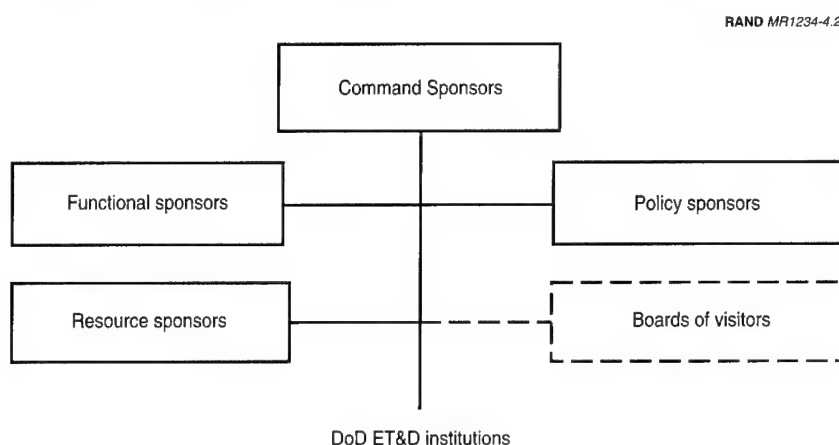 RAND MR1234-4.2
Command Sponsors
Functional sponsors
Policy sponsors
Resource sponsors
Boards of visitors
DoD ET&D institutions